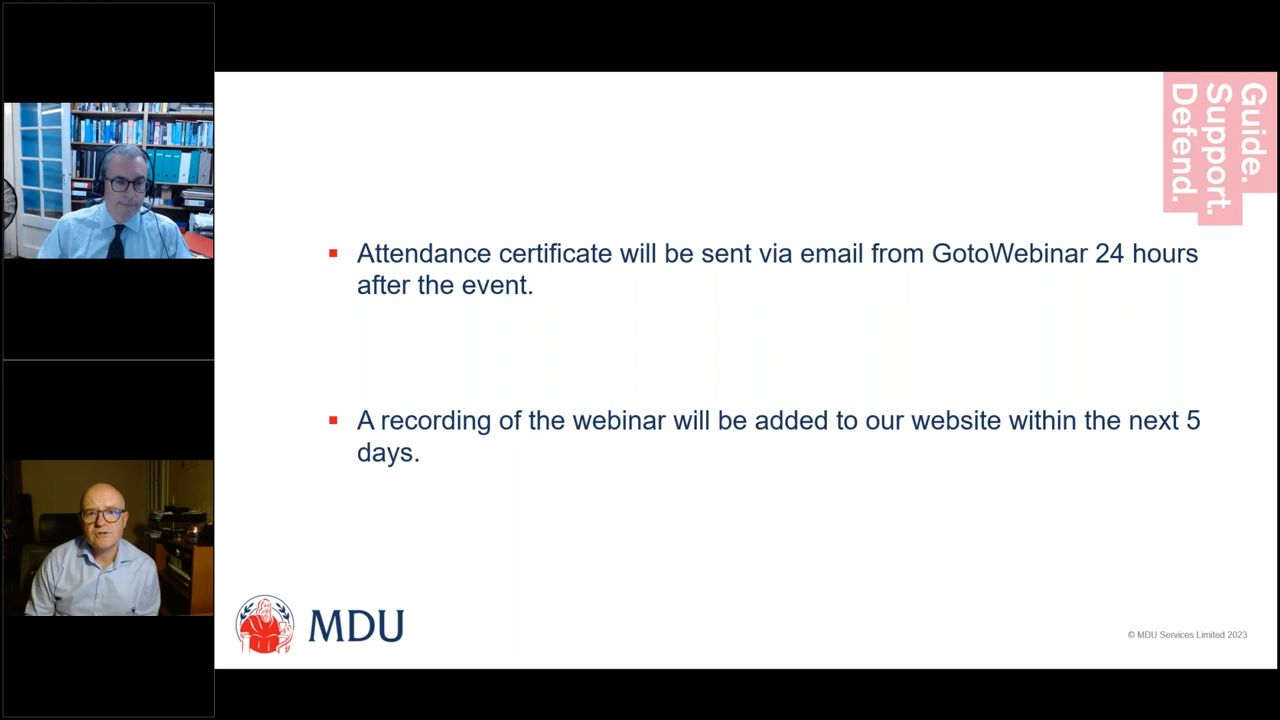 Guide.
Support.
Defend.
Attendance certificate will be sent via email from GotoWebinar 24 hours
after the event.
A recording of the webinar will be added to our website within the next 5
days.
MDU
© MDU Services Limited 2023